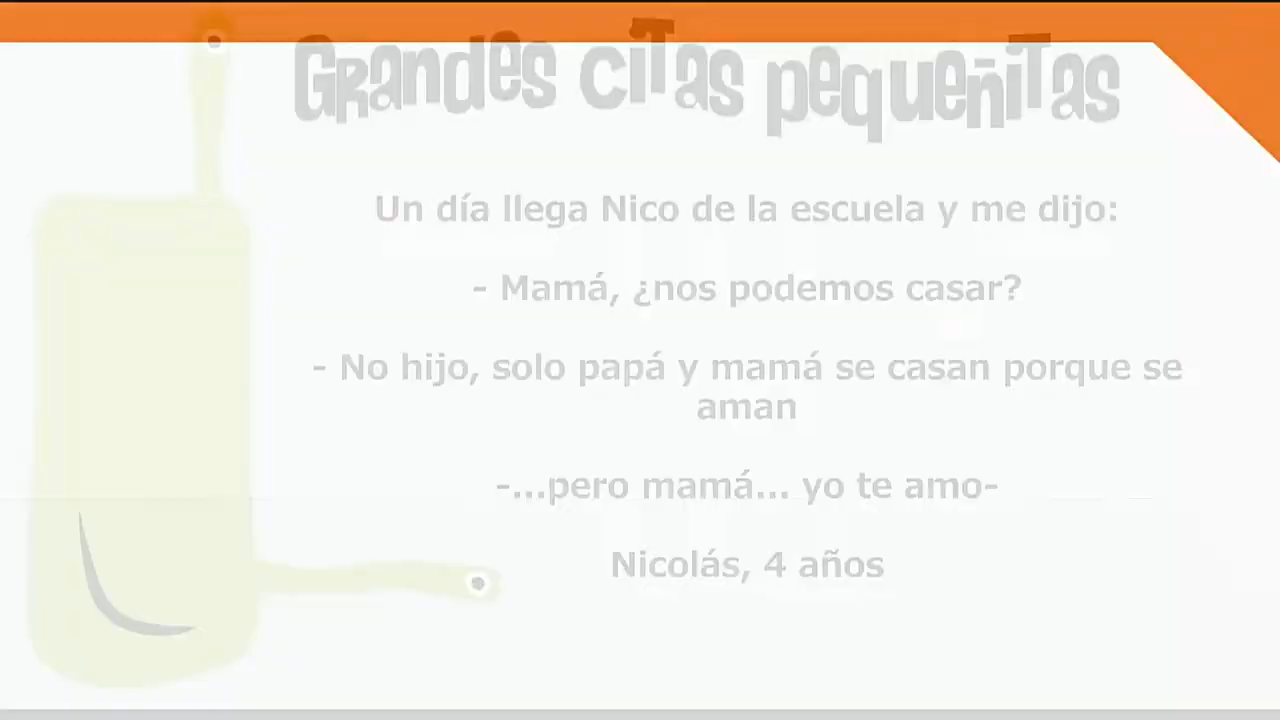 Grandes citas pequeñitas
Un día llega Nico de la escuela y me dijo:
- Mamá, ¿nos podemos casar?
- No hijo, solo papá y mamá se casan porque se
aman
-...pero mamá... yo te amo-
Nicolás, 4 años